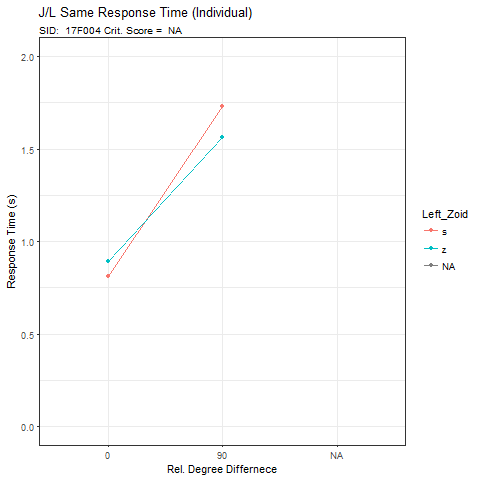 J/L Same Response Time (Individual)
SID:  17F004 Crit. Score =  NA
2.0
1.5
1.0
0.5
0.0
Response Time (s)
0
90
NA
Rel. Degree Differnece
Left_Zoid
s
z
NA